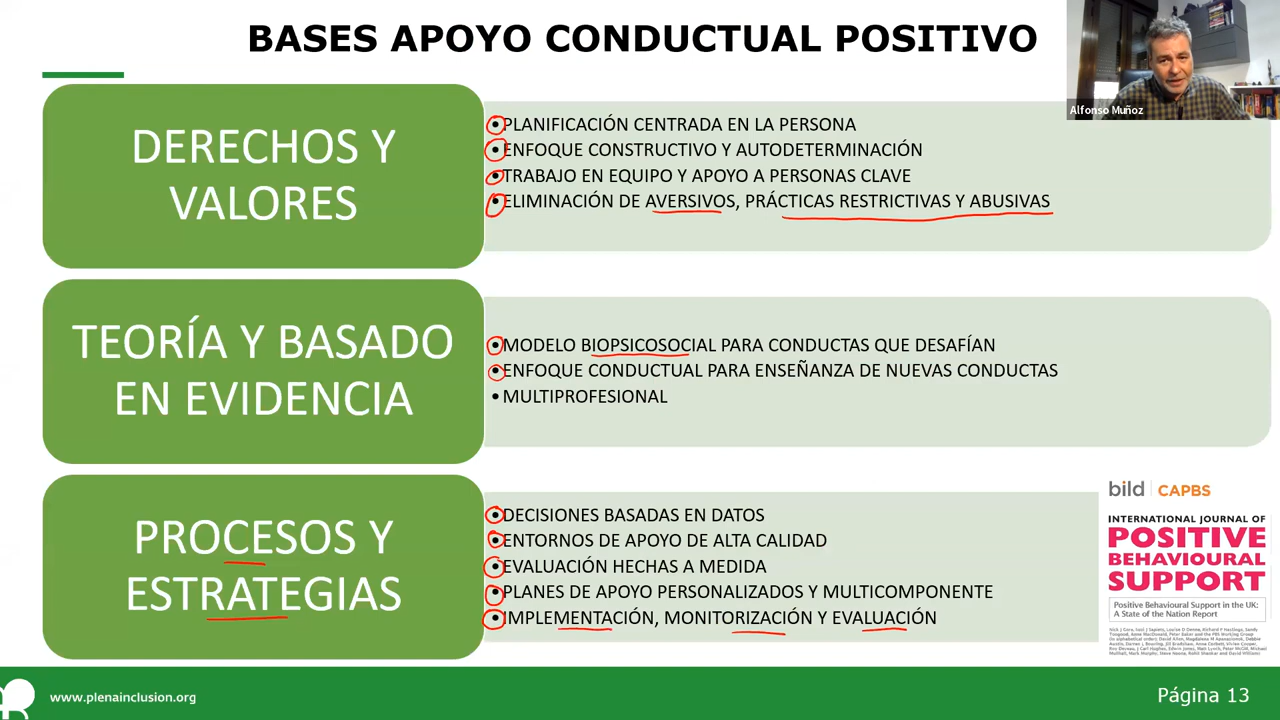 BASES APOYO CONDUCTUAL POSITIVO
Alfonso Muñoz
DERECHOS Y
VALORES
•PLANIFICACIÓN CENTRADA EN LA PERSONA
•ENFOQUE CONSTRUCTIVO Y AUTODETERMINACIÓN
•TRABAJO EN EQUIPO Y APOYO A PERSONAS CLAVE
•ELIMINACIÓN DE AVERSIVOS, PRÁCTICAS RESTRICTIVAS Y ABUSIVAS
TEORÍA Y BASADO
EN EVIDENCIA
•MODELO BIOPSICOSOCIAL PARA CONDUCTAS QUE DESAFÍAN
•ENFOQUE CONDUCTUAL PARA ENSEÑANZA DE NUEVAS CONDUCTAS
•MULTIPROFESIONAL
PROCESOS Y
ESTRATEGIAS
•DECISIONES BASADAS EN DATOS
•ENTORNOS DE APOYO DE ALTA CALIDAD
•EVALUACIÓN HECHAS A MEDIDA
•PLANES DE APOYO PERSONALIZADOS Y MULTICOMPONENTE
•IMPLEMENTACIÓN, MONITORIZACIÓN Y EVALUACIÓN
bild | CAPBS
INTERNATIONAL JOURNAL OF
POSITIVE
BEHAVIOURAL
SUPPORT
Positive Behavioural Support in the UK:
A State of the Nation Report
www.plenainclusion.org
Página 13